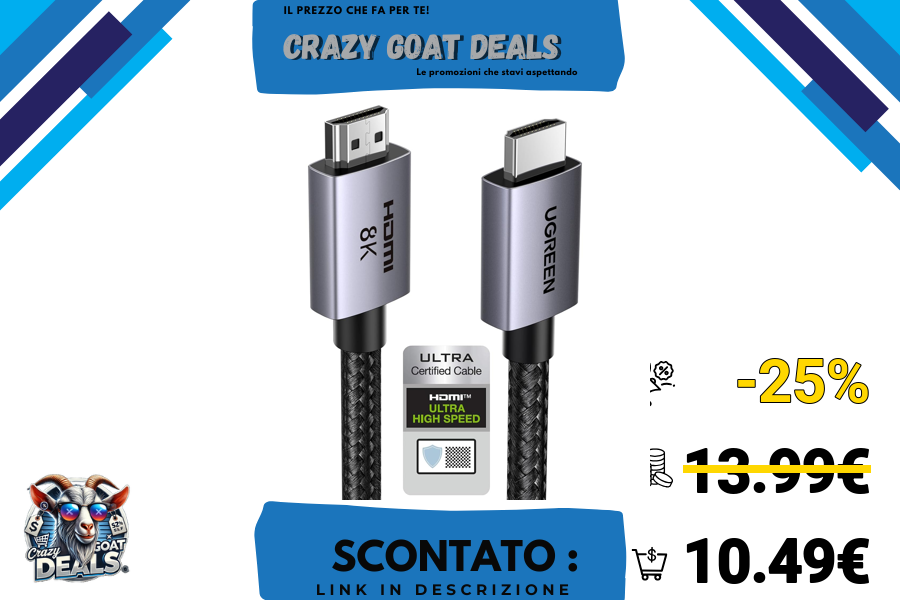 IL PREZZO CHE FA PER TE!
CRAZY GOAT DEALS
Le promozioni che stavi aspettando
HDMI
8K
UGREEN
ULTRA
Certified Cable
HDMI™
ULTRA
HIGH SPEED
-25%
13.99€
10.49€
Crazy
GOAT
DEALS
SCONTATO :
LINK IN DESCRIZIONE